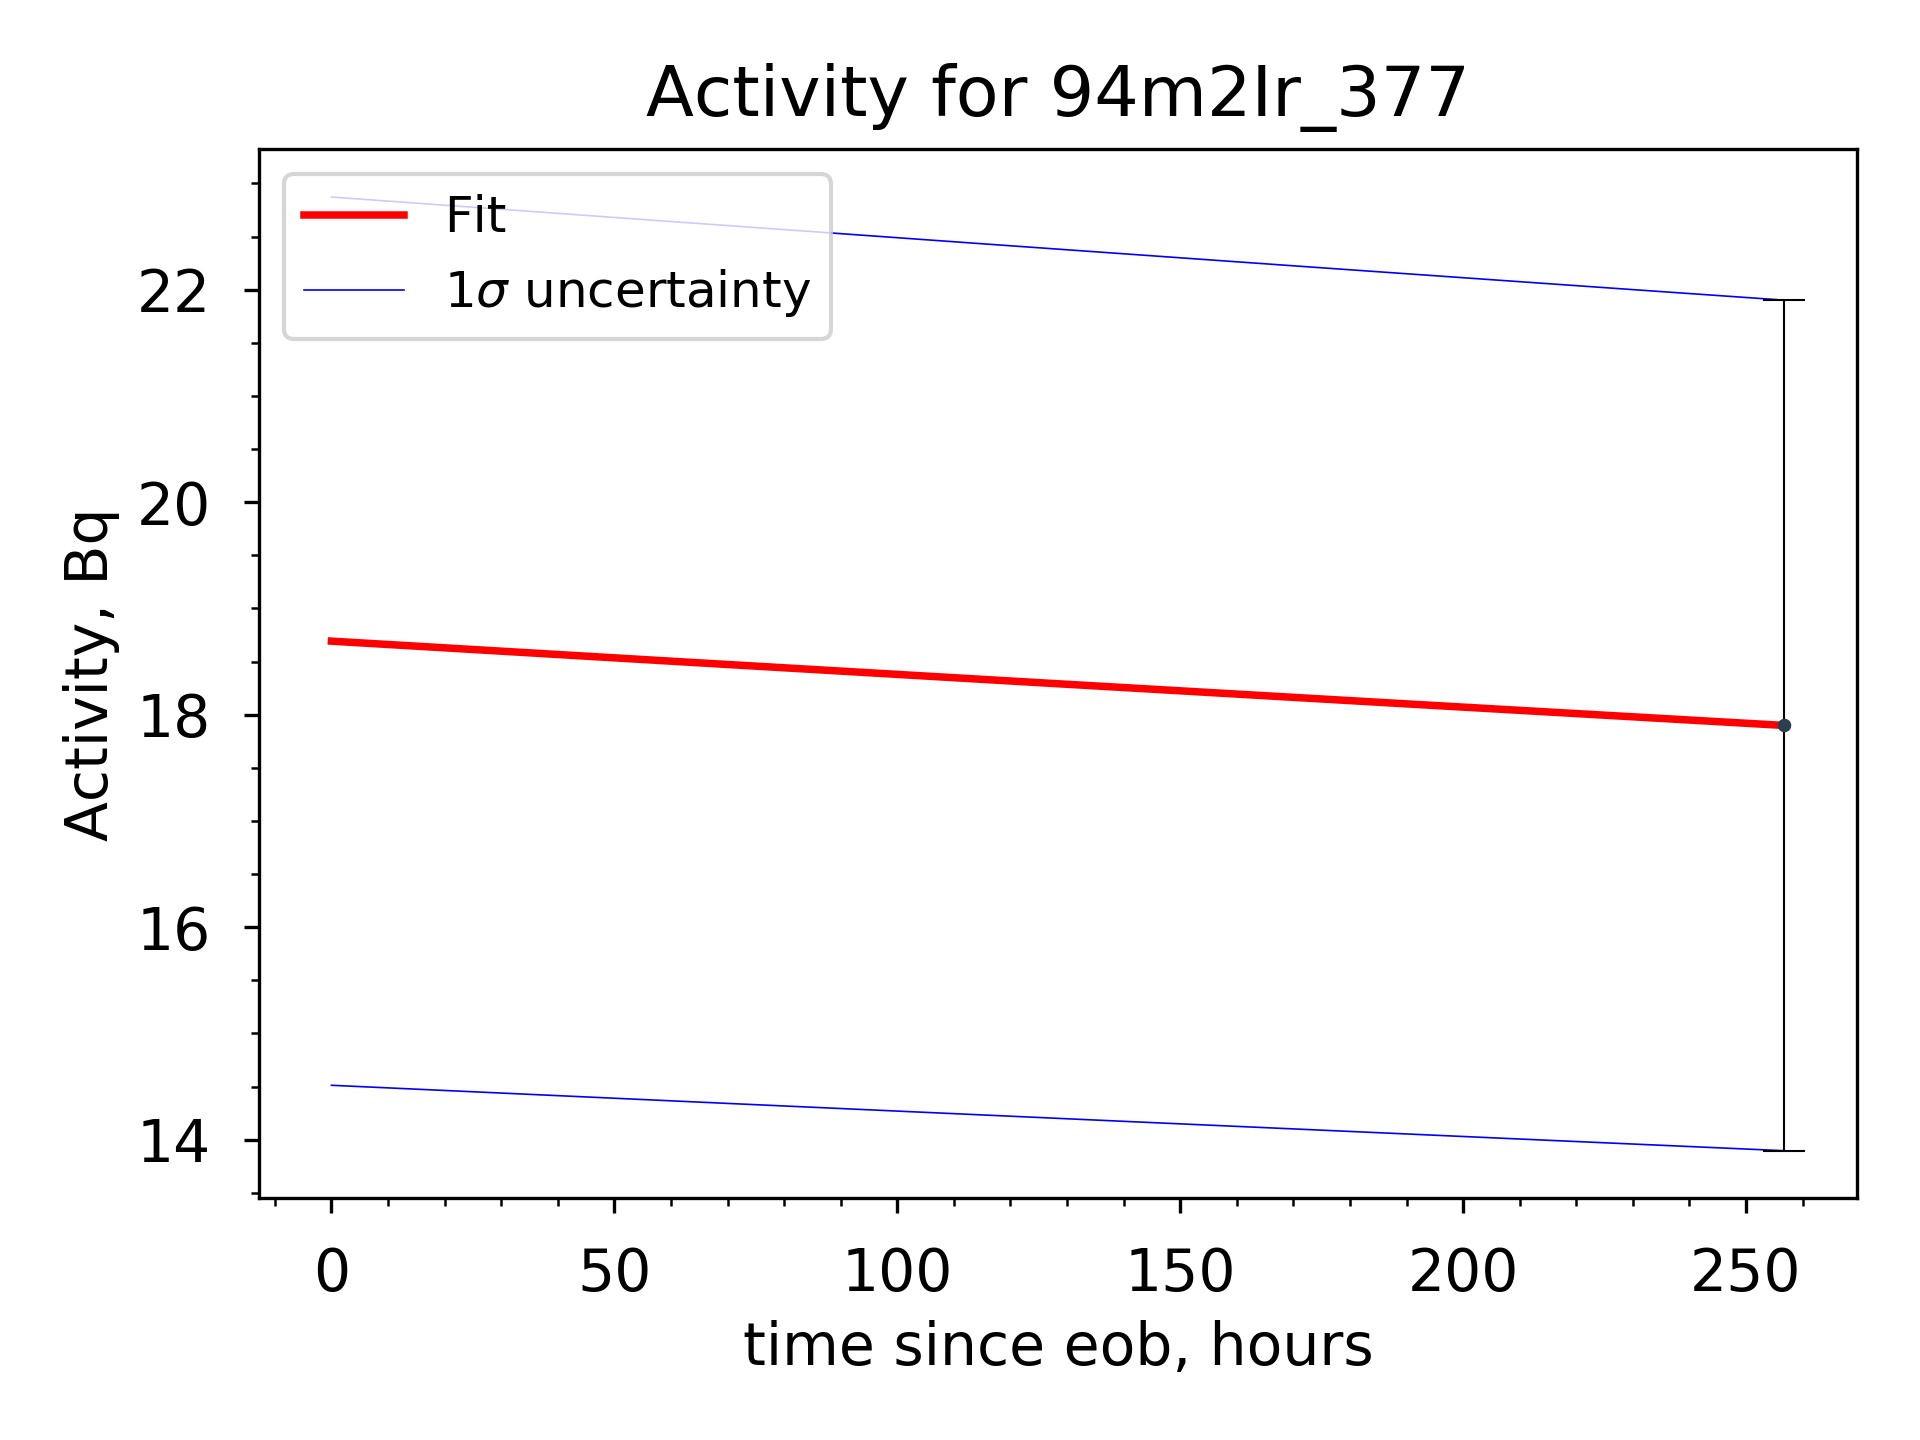 Activity for 94m2Ir_377
Fit
1σ uncertainty
22
20
18
16
14
Activity, Bq
0 50 100 150 200 250
time since eob, hours